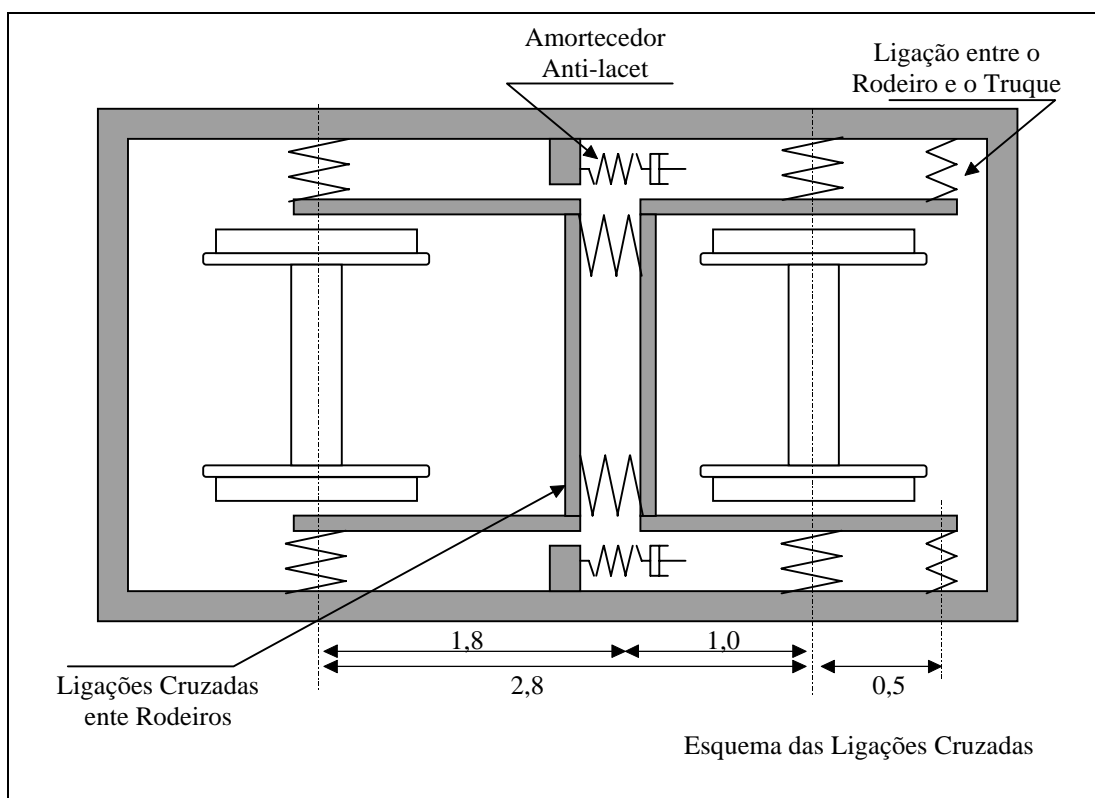 Amortecedor
Anti-lacet
Ligação entre o
Rodeiro e o Truque
1,8
1,0
2,8
0,5
Ligações Cruzadas
ente Rodeiros
Esquema das Ligações Cruzadas